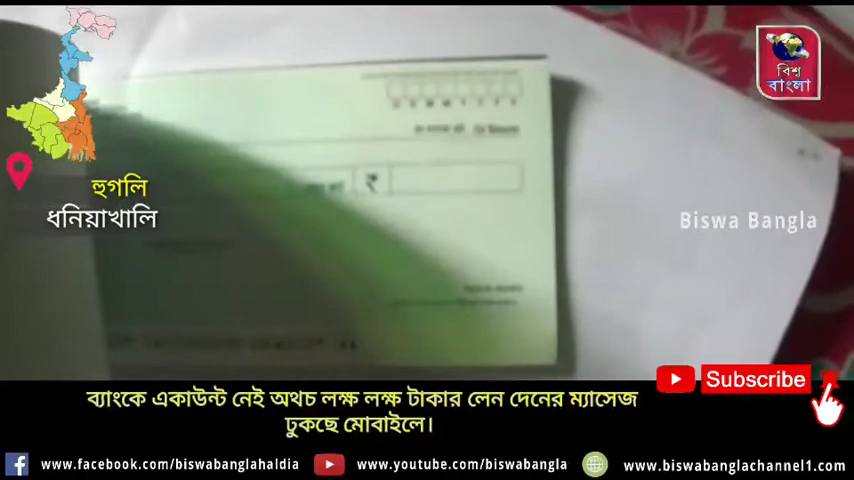 বিশ্ব
বাংলা
হুগলি
ধনিয়াখালি
Biswa Bangla
₹
ব্যাংকে একাউন্ট নেই অথচ লক্ষ লক্ষ টাকার লেন দেনের ম্যাসেজ
ঢুকছে মোবাইলে।
Subscribe
www.facebook.com/biswabanglahaldia
www.youtube.com/biswabangla
www.biswabanglachannel1.com